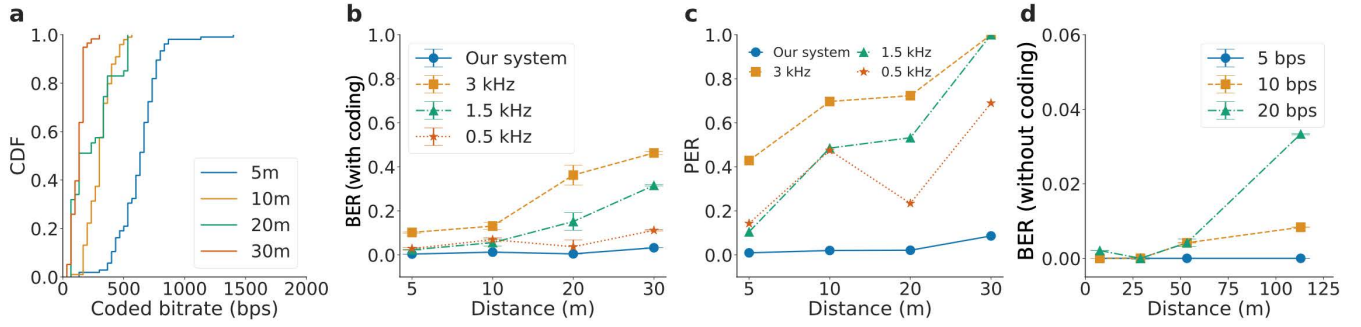 a
CDF
1.0
0.8
0.6
0.4
0.2
0.0
5m
10m
20m
30m
0 500 1000 1500 2000
Coded bitrate (bps)
b
BER (with coding)
1.0
0.8
0.6
0.4
0.2
0.0
Our system
3 kHz
1.5 kHz
0.5 kHz
5 10 20 30
Distance (m)
c
PER
1.0
0.8
0.6
0.4
0.2
0.0
Our system
3 kHz
1.5 kHz
0.5 kHz
5 10 20 30
Distance (m)
d
BER (without coding)
0.06
0.04
0.02
0.00
5 bps
10 bps
20 bps
0 25 50 75 100 125
Distance (m)